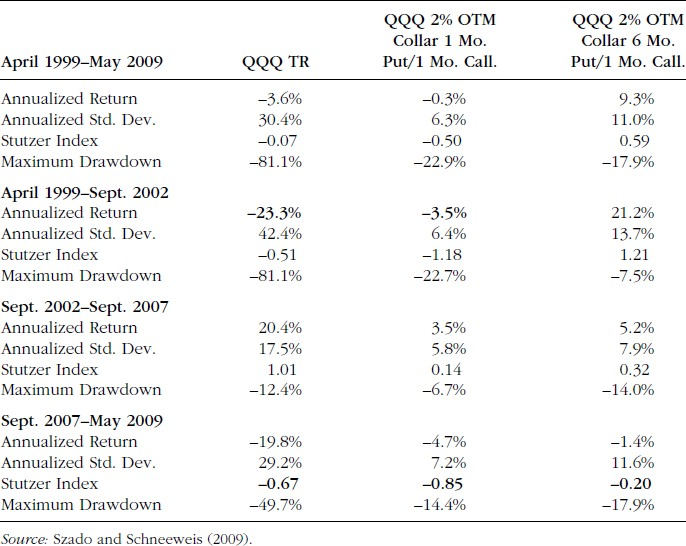 QQQ 2% OTM QQQ 2% OTM
Collar 1 Mo. Collar 6 Mo.
April 1999–May 2009 QQQ TR Put/1 Mo. Call. Put/1 Mo. Call.
Annualized Return –3.6% –0.3% 9.3%
Annualized Std. Dev. 30.4% 6.3% 11.0%
Stutzer Index –0.07 –0.50 0.59
Maximum Drawdown –81.1% –22.9% –17.9%
April 1999–Sept. 2002
Annualized Return –23.3% –3.5% 21.2%
Annualized Std. Dev. 42.4% 6.4% 13.7%
Stutzer Index –0.51 –1.18 1.21
Maximum Drawdown –81.1% –22.7% –7.5%
Sept. 2002–Sept. 2007
Annualized Return 20.4% 3.5% 5.2%
Annualized Std. Dev. 17.5% 5.8% 7.9%
Stutzer Index 1.01 0.14 0.32
Maximum Drawdown –12.4% –6.7% –14.0%
Sept. 2007–May 2009
Annualized Return –19.8% –4.7% –1.4%
Annualized Std. Dev. 29.2% 7.2% 11.6%
Stutzer Index –0.67 –0.85 –0.20
Maximum Drawdown –49.7% –14.4% –17.9%
Source: Szado and Schneeweis (2009).